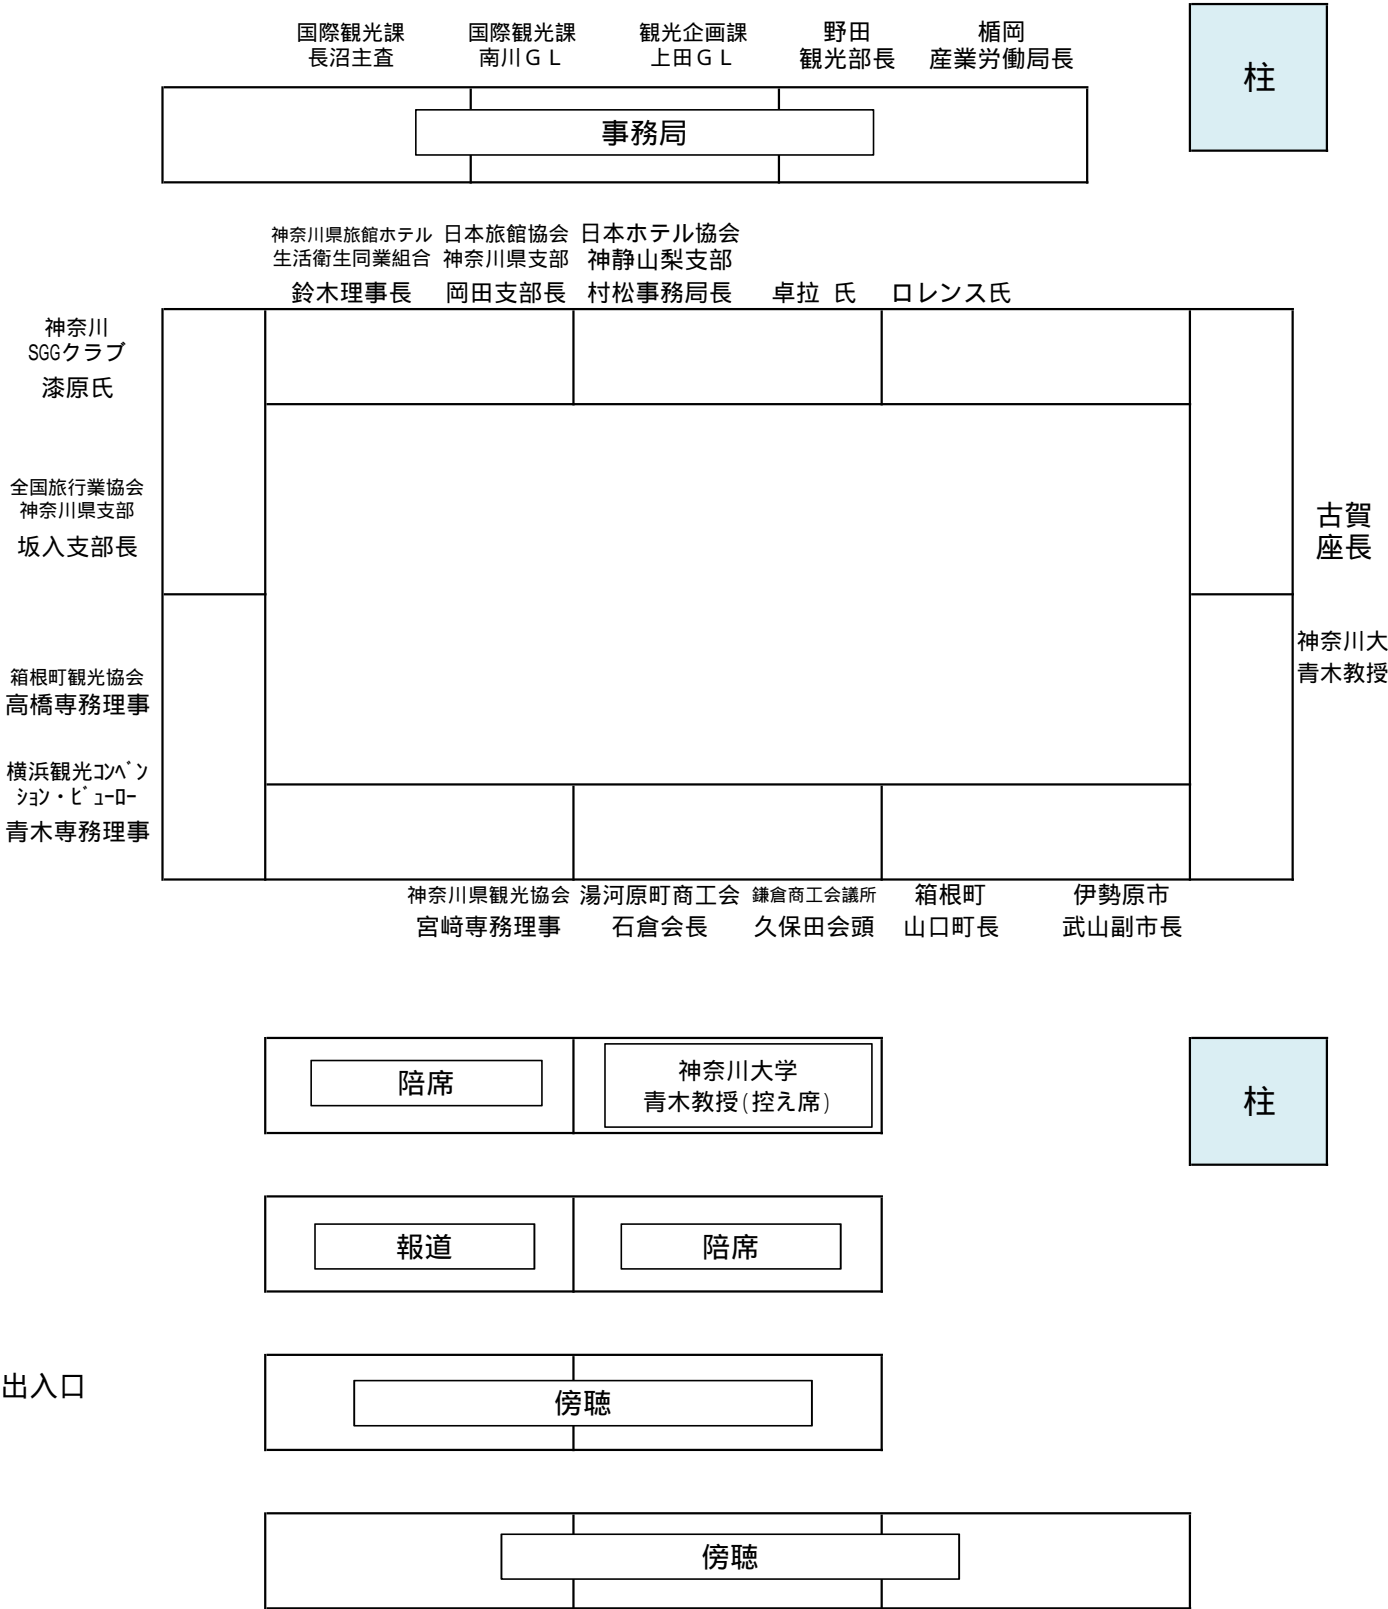 国際観光課
長沼主査
国際観光課
南川ＧＬ
観光企画課
上田ＧＬ
野田
観光部長
楯岡
産業労働局長
柱
事務局
神奈川県旅館ホテル
生活衛生同業組合
鈴木理事長
日本旅館協会
神奈川県支部
岡田支部長
日本ホテル協会
神静山梨支部
村松事務局長
卓拉 氏
ロレンス氏
神奈川
SGGクラブ
漆原氏
全国旅行業協会
神奈川県支部
坂入支部長
古賀
座長
神奈川大
青木教授
箱根町観光協会
高橋専務理事
横浜観光ｺﾝﾍﾞﾝ
ｼｮﾝ・ﾋﾞｭｰﾛｰ
青木専務理事
神奈川県観光協会
宮﨑専務理事
湯河原町商工会
石倉会長
鎌倉商工会議所
久保田会頭
箱根町
山口町長
伊勢原市
武山副市長
陪席
神奈川大学
青木教授(控え席)
柱
報道
陪席
出入口
傍聴
傍聴